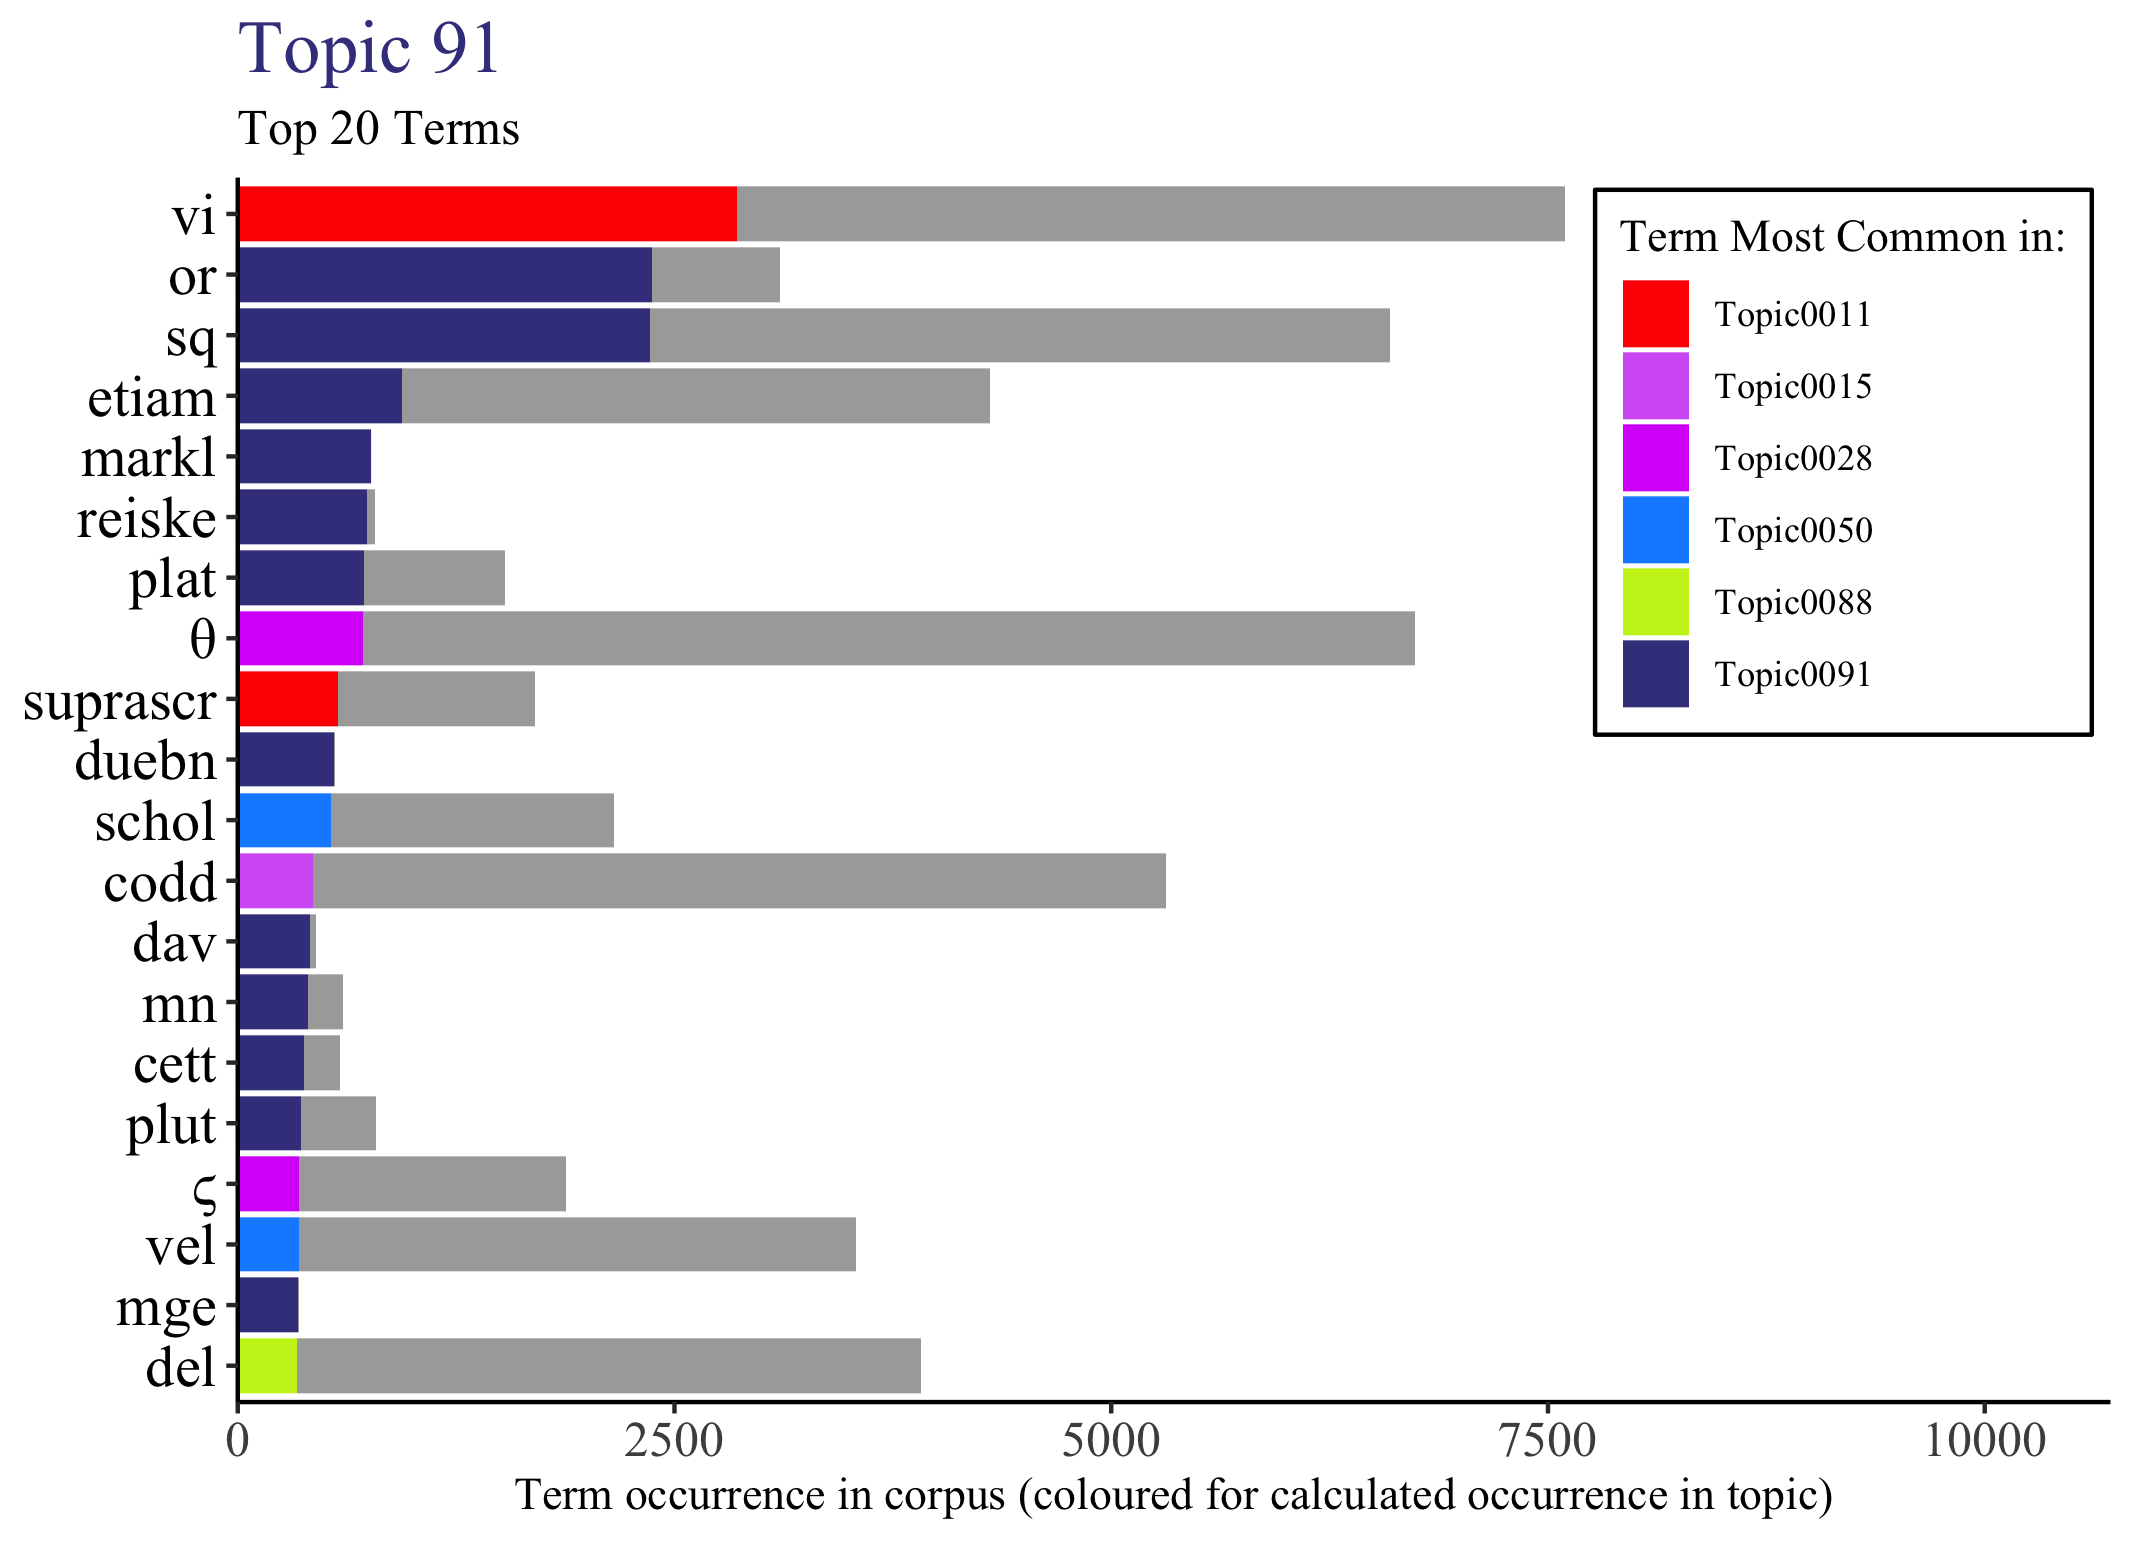 Topic 91
Top 20 Terms
vi
or
sq
etiam
markl
reiske
plat
θ
suprascr
duebn
schol
codd
dav
mn
cett
plut
ς
vel
mge
del
0 2500 5000 7500 10000
Term occurrence in corpus (coloured for calculated occurrence in topic)
Term Most Common in:
Topic0011
Topic0015
Topic0028
Topic0050
Topic0088
Topic0091